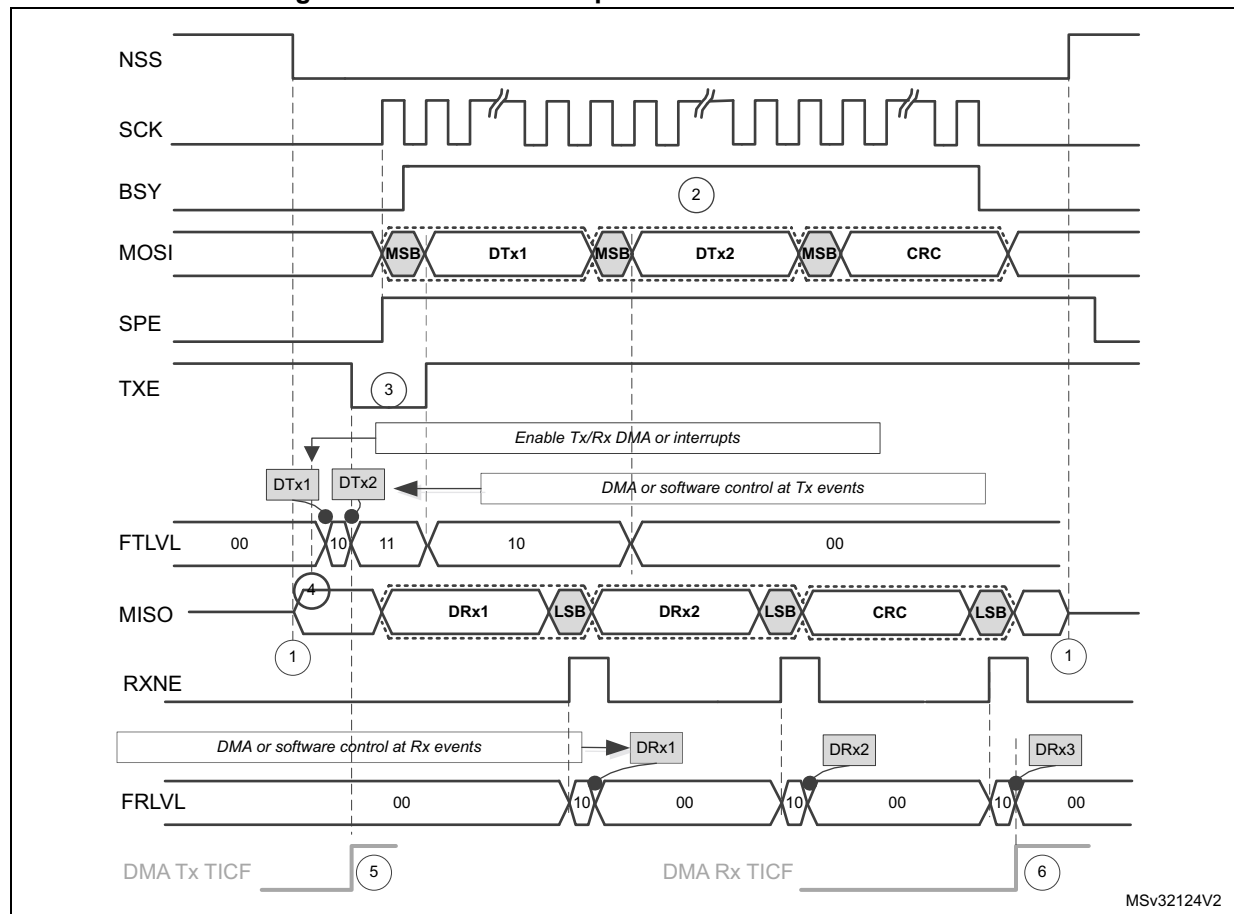 NSS
SCK
BSY
2
MOSI
MSB DTx1 MSB DTx2 MSB CRC
SPE
TXE
3
Enable Tx/Rx DMA or interrupts
DTx1 DTx2 DMA or software control at Tx events
FTLVL 00 10 11 10 00
4
MISO DRx1 LSB DRx2 LSB CRC LSB
1 1
RXNE
DMA or software control at Rx events DRx1 DRx2 DRx3
FRLVL 00 10 00 10 00 10 00
DMA Tx TICF 5 DMA Rx TICF 6
MSv32124V2